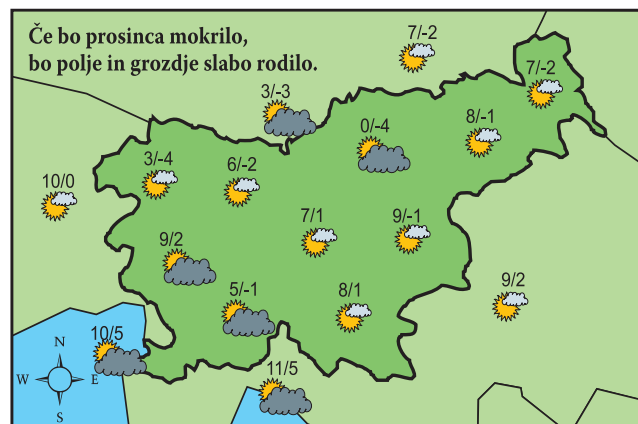 Če bo prosinca mokrilo,
bo polje in grozdje slabo rodilo.
7/-2
7/-2
3/-3
0/-4
8/-1
3/-4
6/-2
10/0
7/1
9/-1
9/2
5/-1
8/1
9/2
10/5
11/5
N
W
E
S